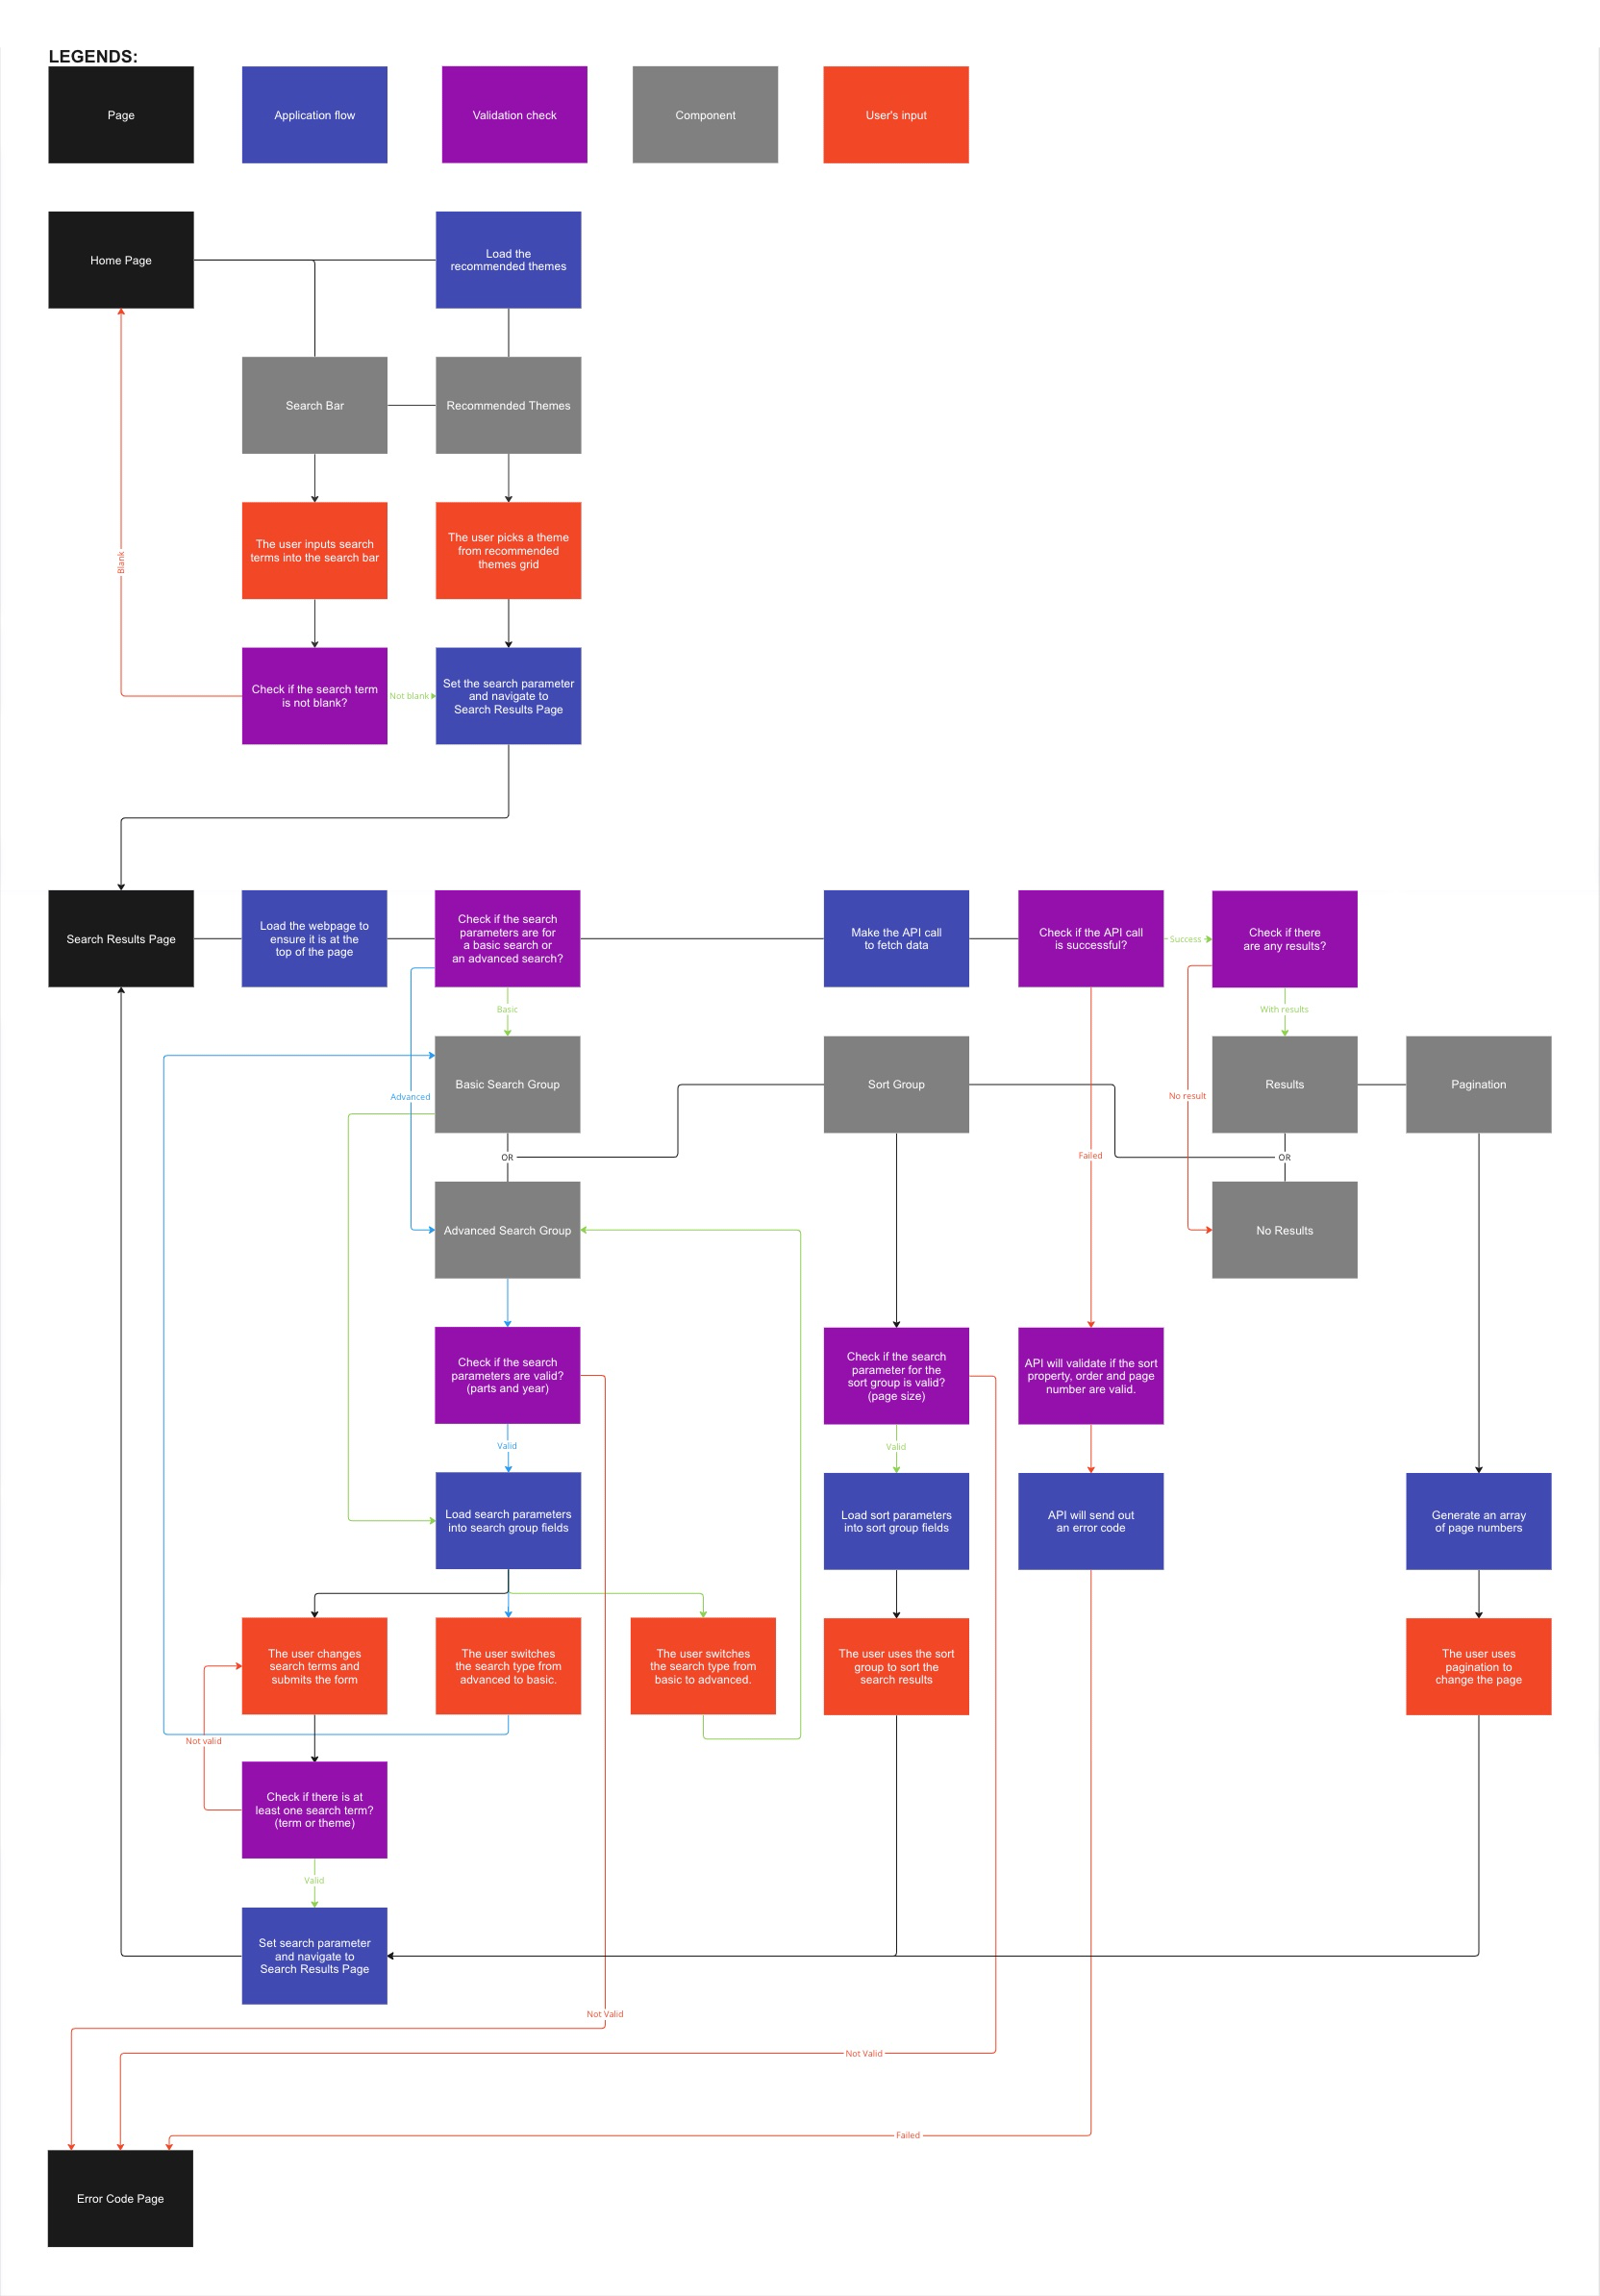 LEGENDS:
Page
Application flow
Validation check
Component
User's input
Home Page
Load the
recommended themes
Search Bar
Recommended Themes
The user inputs search
terms into the search bar
The user picks a theme
from recommended
themes grid
Blank
Check if the search term
is not blank?
Not blank
Set the search parameter
and navigate to
Search Results Page
Search Results Page
Load the webpage to
ensure it is at the
top of the page
Check if the search
parameters are for
a basic search or
an advanced search?
Make the API call
to fetch data
Check if the API call
is successful?
Success
Check if there
are any results?
Basic
With results
Basic Search Group
Sort Group
Results
Pagination
Advanced
No result
OR
Failed
OR
Advanced Search Group
No Results
Check if the search
parameters are valid?
(parts and year)
Check if the search
parameter for the
sort group is valid?
(page size)
API will validate if the sort
property, order and page
number are valid.
Valid
Valid
Load search parameters
into search group fields
Load sort parameters
into sort group fields
API will send out
an error code
Generate an array
of page numbers
The user changes
search terms and
submits the form
The user switches
the search type from
advanced to basic.
The user switches
the search type from
basic to advanced.
The user uses the sort
group to sort the
search results
The user uses
pagination to
change the page
Not valid
Check if there is at
least one search term?
(term or theme)
Valid
Set search parameter
and navigate to
Search Results Page
Not Valid
Not Valid
Failed
Error Code Page